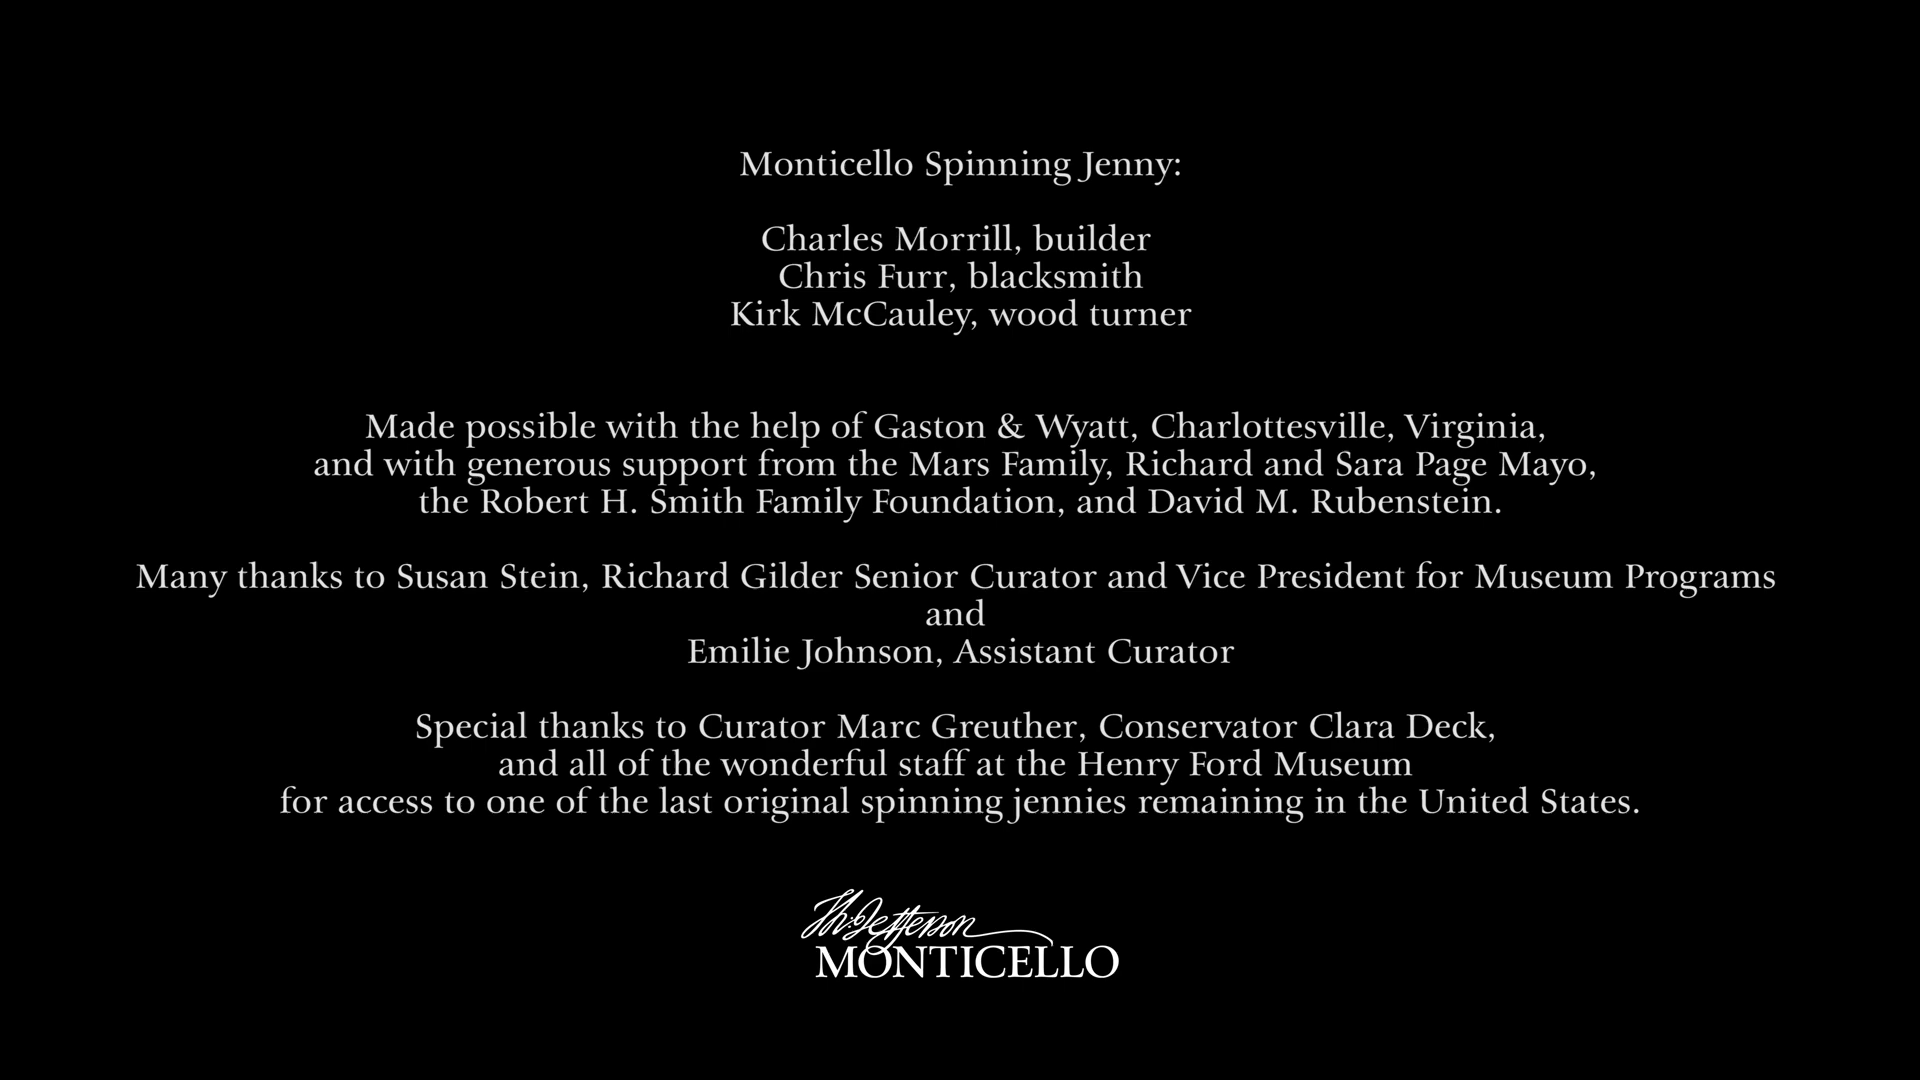 Monticello Spinning Jenny:
Charles Morrill, builder
Chris Furr, blacksmith
Kirk McCauley, wood turner
Made possible with the help of Gaston & Wyatt, Charlottesville, Virginia,
and with generous support from the Mars Family, Richard and Sara Page Mayo,
the Robert H. Smith Family Foundation, and David M. Rubenstein.
Many thanks to Susan Stein, Richard Gilder Senior Curator and Vice President for Museum Programs
and
Emilie Johnson, Assistant Curator
Special thanks to Curator Marc Greuther, Conservator Clara Deck,
and all of the wonderful staff at the Henry Ford Museum
for access to one of the last original spinning jennies remaining in the United States.
Th: Jefferson
MONTICELLO